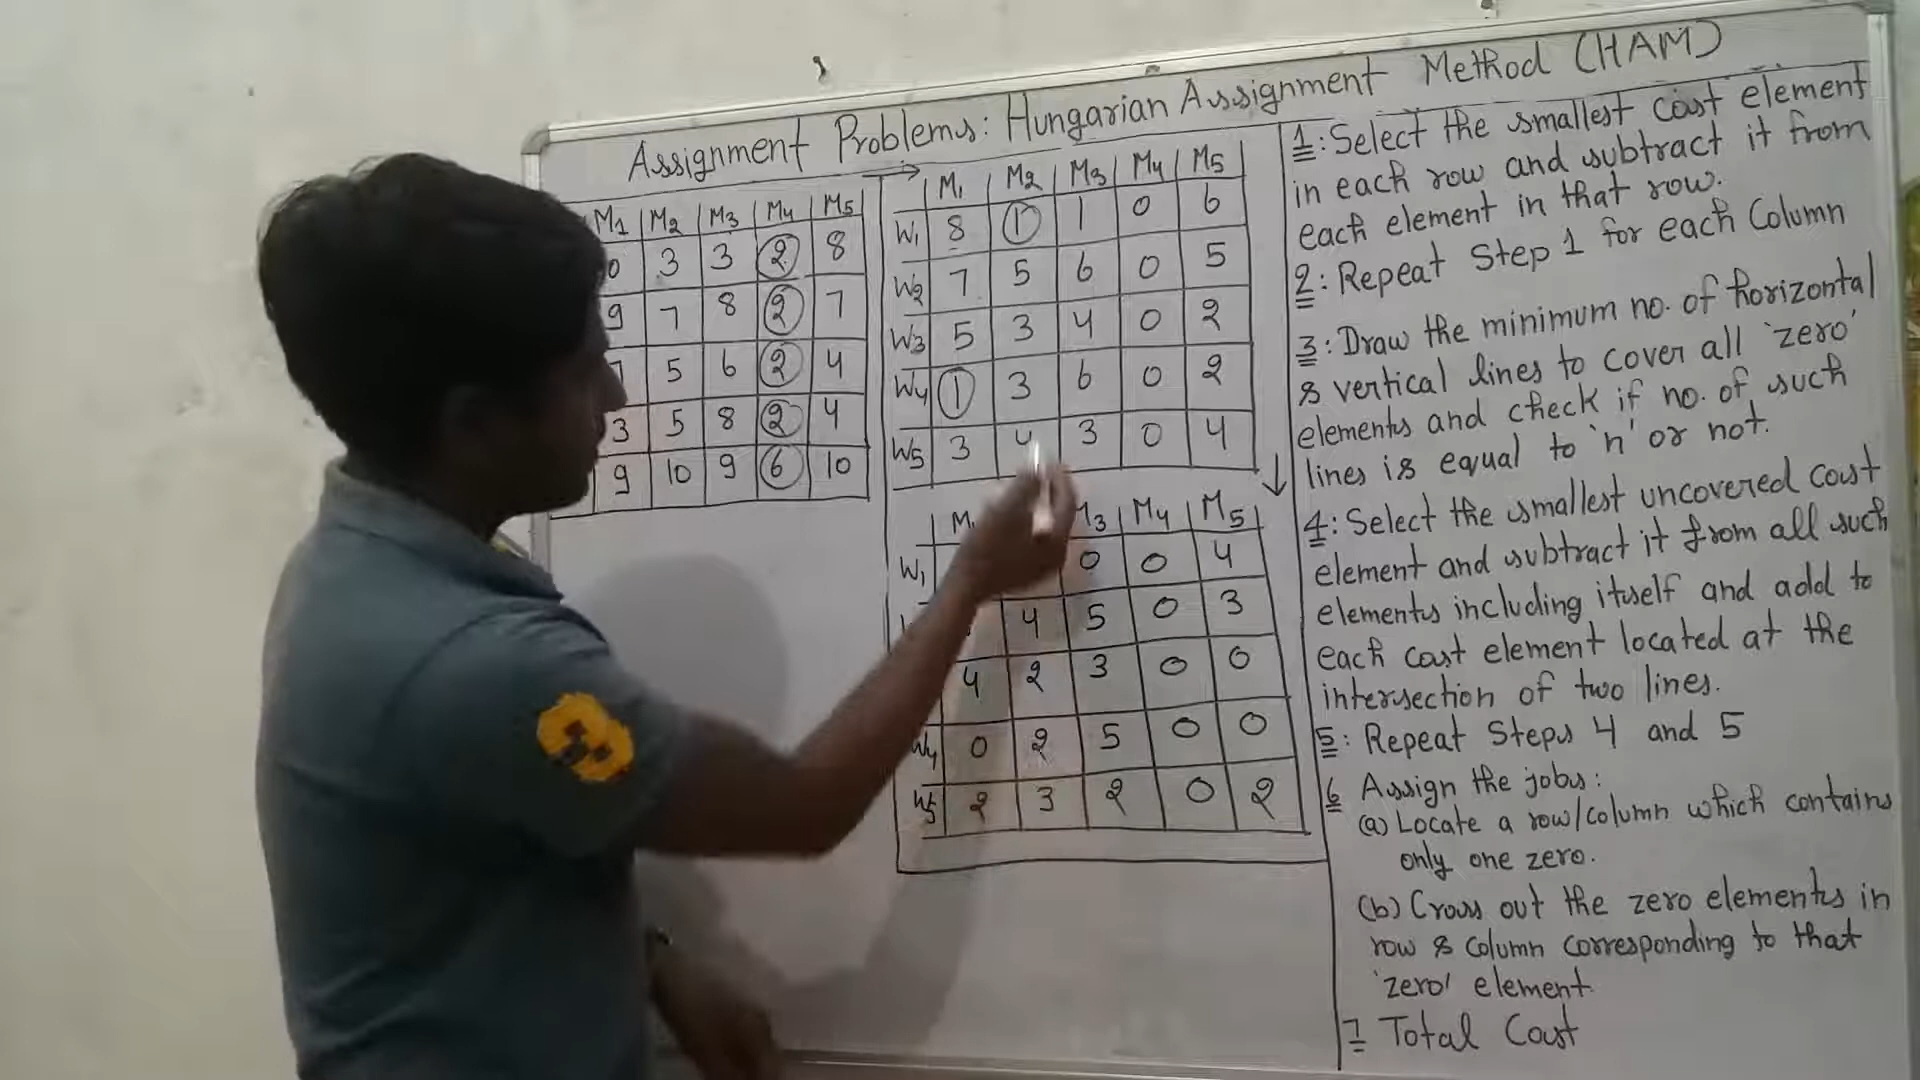 Assignment Problems: Hungarian Assignment Method (HAM)
M1 M2 M3 M4 M5
0 3 3 2 8
9 7 8 2 7
7 5 6 2 4
3 5 8 2 4
9 10 9 6 10
M1 M2 M3 M4 M5
W1 8 1 1 0 6
W2 7 5 6 0 5
W3 5 3 4 0 2
W4 1 3 6 0 2
W5 3 4 3 0 4
M3 M4 M5
W1 0 0 4
4 5 0 3
4 2 3 0 0
W4 0 2 5 0 0
W5 2 3 2 0 2
1: Select the smallest cost element
in each row and subtract it from
each element in that row.
2: Repeat Step 1 for each Column
3: Draw the minimum no. of horizontal
& vertical lines to cover all 'zero'
elements and check if no. of such
lines is equal to 'n' or not.
4: Select the smallest uncovered cost
element and subtract it from all such
elements including itself and add to
each cost element located at the
intersection of two lines.
5: Repeat Steps 4 and 5
6 Assign the jobs:
(a) Locate a row/column which contains
only one zero.
(b) Cross out the zero elements in
row & column corresponding to that
'zero' element.
7 Total Cost